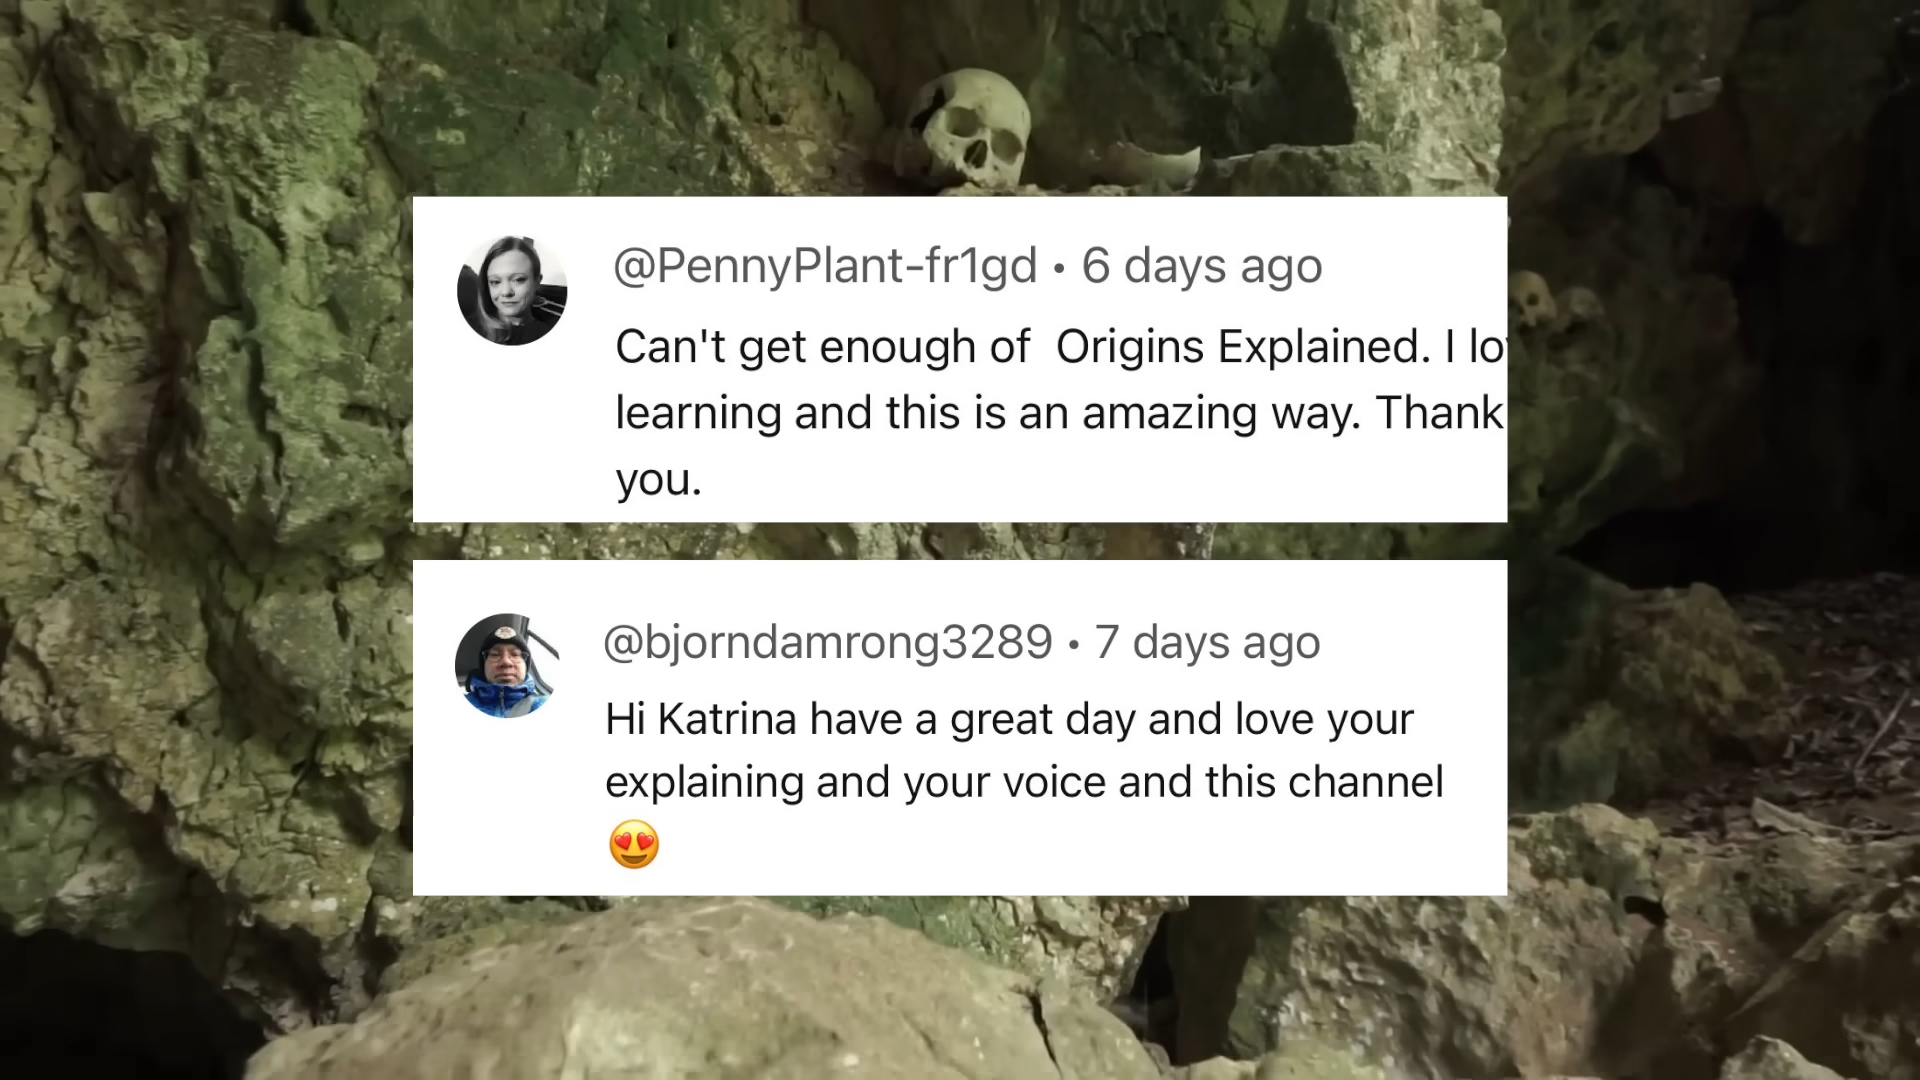 @PennyPlant-fr1gd • 6 days ago
Can't get enough of Origins Explained. I
learning and this is an amazing way. Thank
you.
@bjorndamrong3289 • 7 days ago
Hi Katrina have a great day and love your
explaining and your voice and this channel
😍